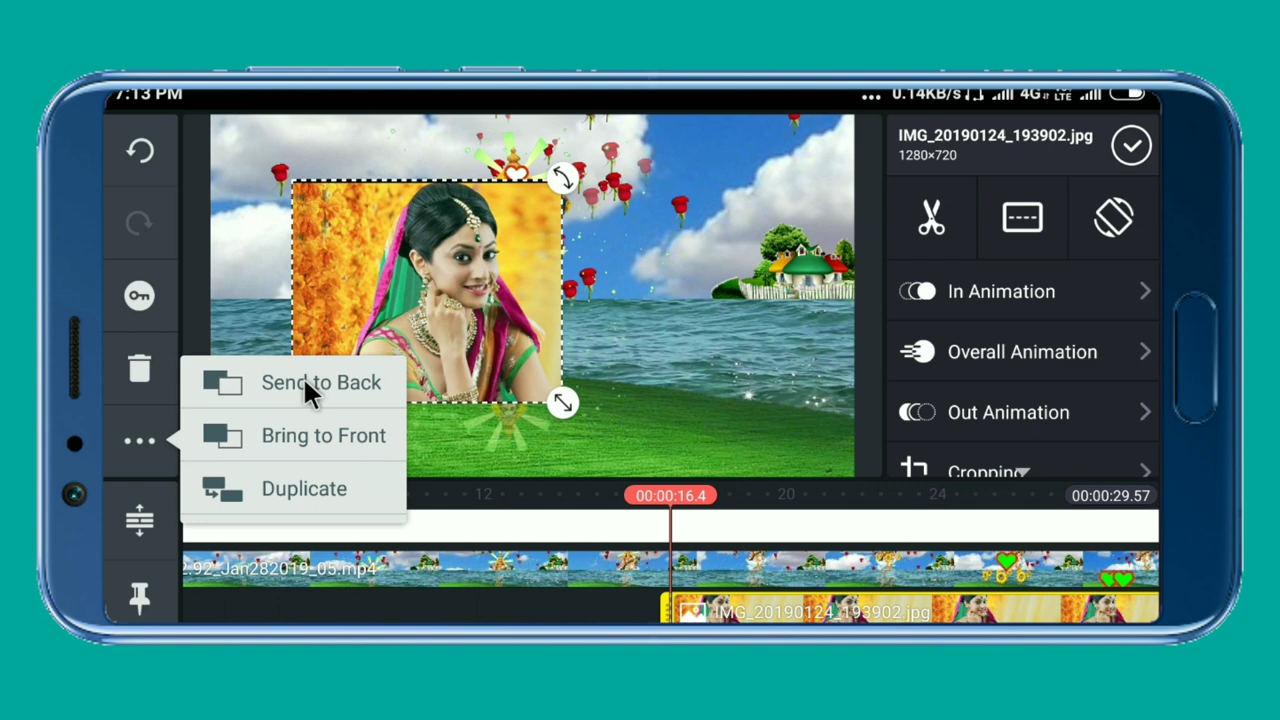 7:13 PM
... 0.14KB/s 4G LTE
IMG_20190124_193902.jpg
1280×720
In Animation
Overall Animation
Out Animation
Cropping
Send to Back
Bring to Front
Duplicate
12
00:00:16.4
20
24
00:00:29.57
2.92_Jan282019_05.mp4
IMG_20190124_193902.jpg